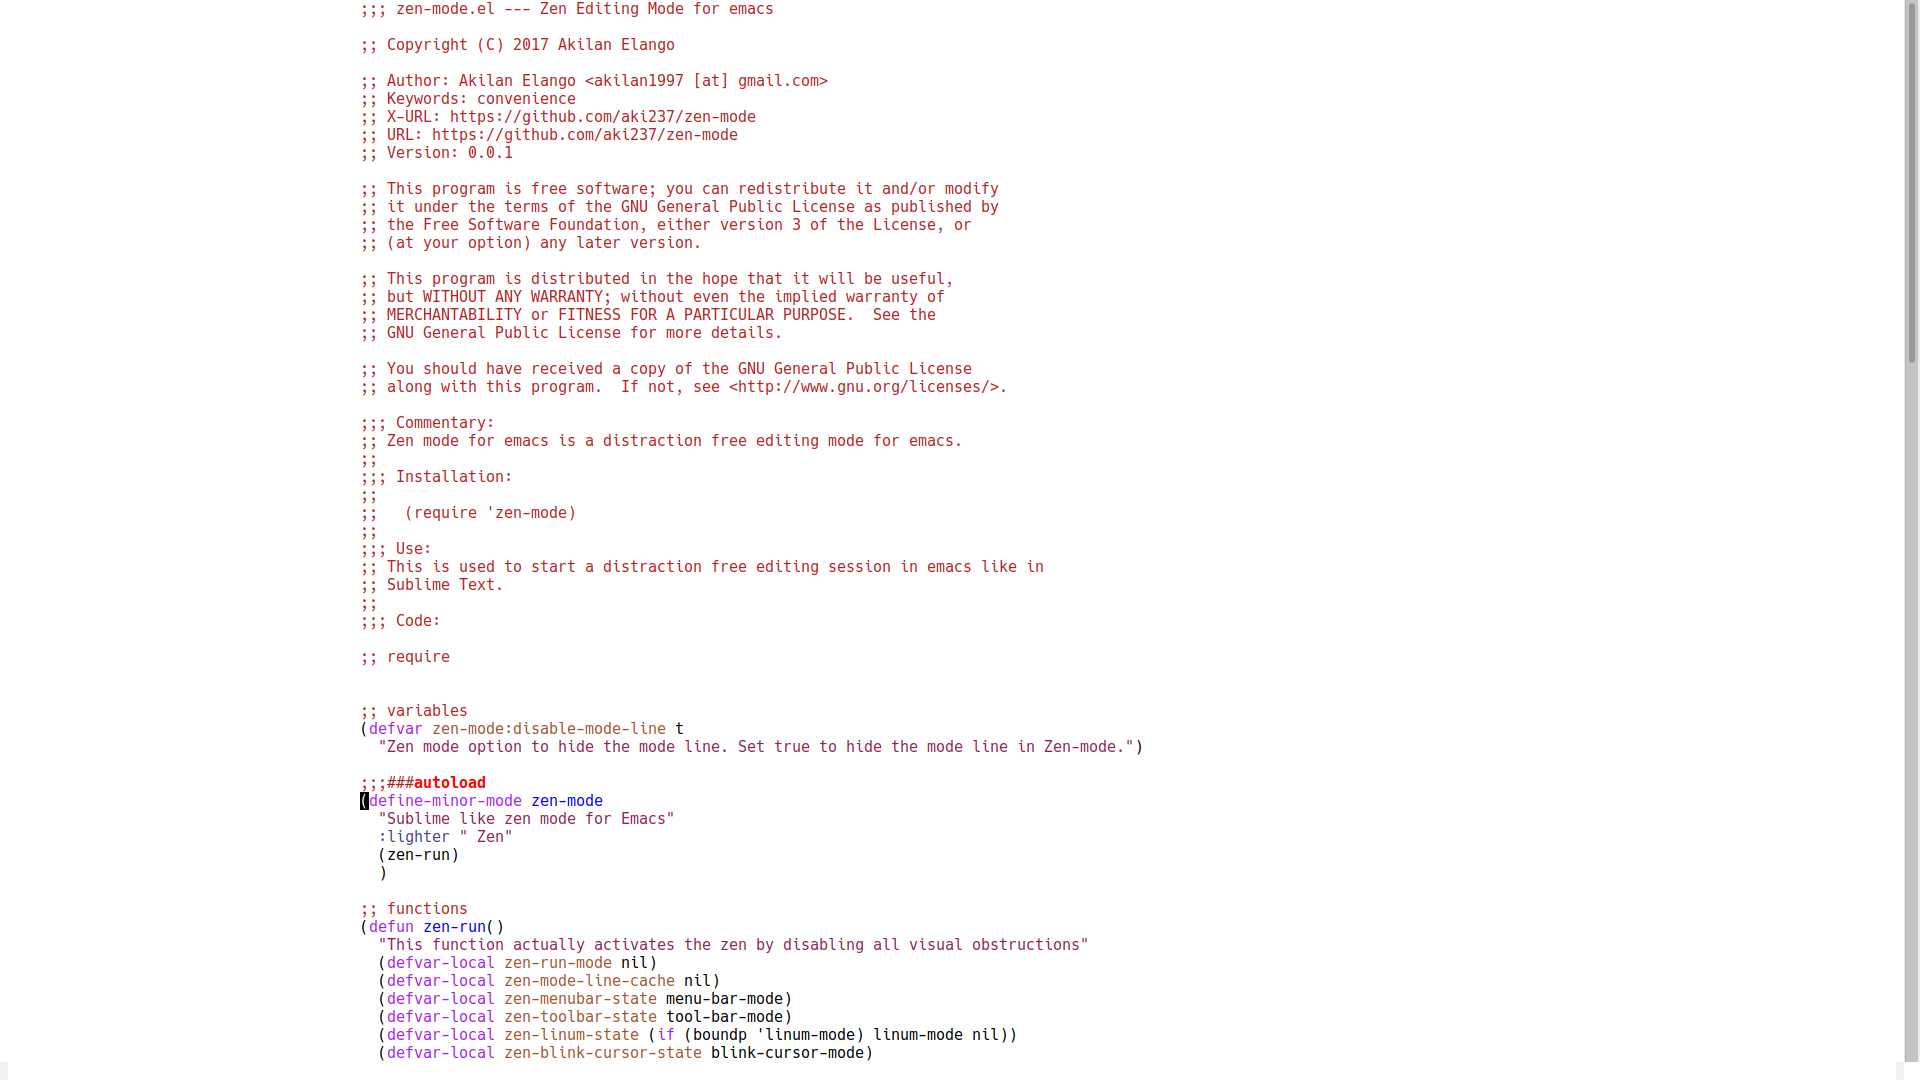 ;;; zen-mode.el --- Zen Editing Mode for emacs
;; Copyright (C) 2017 Akilan Elango
;; Author: Akilan Elango <akilan1997 [at] gmail.com>
;; Keywords: convenience
;; X-URL: https://github.com/aki237/zen-mode
;; URL: https://github.com/aki237/zen-mode
;; Version: 0.0.1
;; This program is free software; you can redistribute it and/or modify
;; it under the terms of the GNU General Public License as published by
;; the Free Software Foundation, either version 3 of the License, or
;; (at your option) any later version.
;; This program is distributed in the hope that it will be useful,
;; but WITHOUT ANY WARRANTY; without even the implied warranty of
;; MERCHANTABILITY or FITNESS FOR A PARTICULAR PURPOSE.  See the
;; GNU General Public License for more details.
;; You should have received a copy of the GNU General Public License
;; along with this program.  If not, see <http://www.gnu.org/licenses/>.
;;; Commentary:
;; Zen mode for emacs is a distraction free editing mode for emacs.
;;
;;; Installation:
;;
;;   (require 'zen-mode)
;;
;;; Use:
;; This is used to start a distraction free editing session in emacs like in
;; Sublime Text.
;;
;;; Code:
;; require
;; variables
(defvar zen-mode:disable-mode-line t
  "Zen mode option to hide the mode line. Set true to hide the mode line in Zen-mode.")
;;;###autoload
(define-minor-mode zen-mode
  "Sublime like zen mode for Emacs"
  :lighter " Zen"
  (zen-run)
  )
;; functions
(defun zen-run()
  "This function actually activates the zen by disabling all visual obstructions"
  (defvar-local zen-run-mode nil)
  (defvar-local zen-mode-line-cache nil)
  (defvar-local zen-menubar-state menu-bar-mode)
  (defvar-local zen-toolbar-state tool-bar-mode)
  (defvar-local zen-linum-state (if (boundp 'linum-mode) linum-mode nil))
  (defvar-local zen-blink-cursor-state blink-cursor-mode)